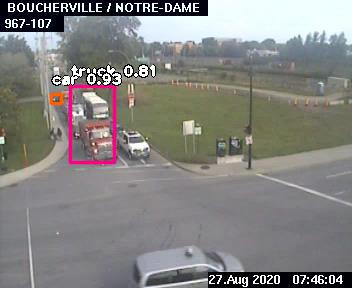 BOUCHERVILLE / NOTRE-DAME
967-107
truck 0.81
car 0.93
27.Aug 2020 07:46:04